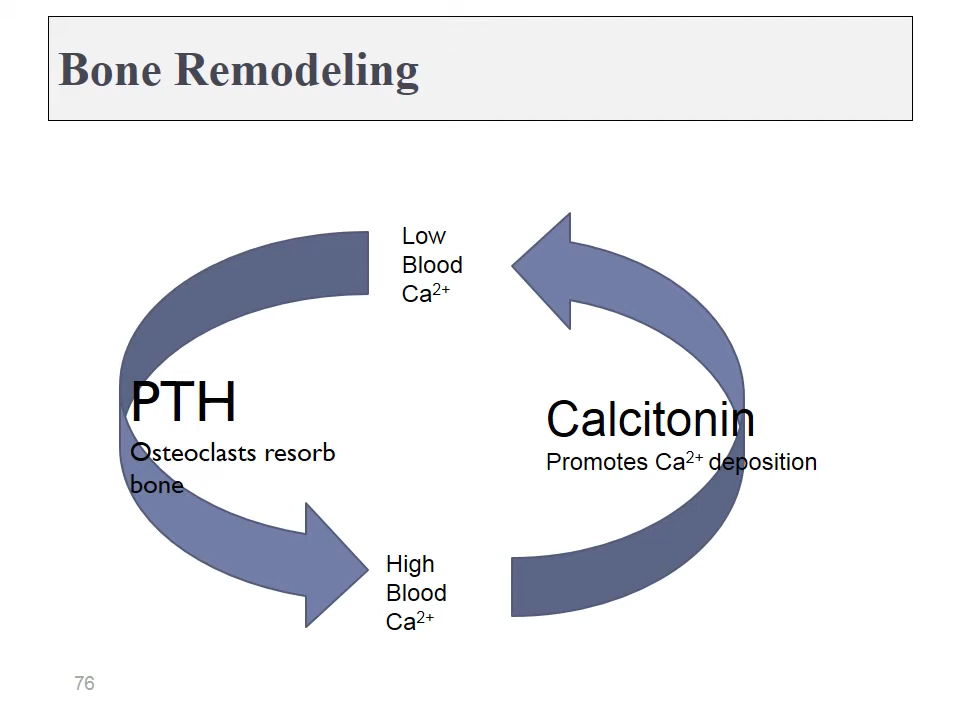 Bone Remodeling
Low
Blood
Ca²⁺
PTH
Osteoclasts resorb
bone
Calcitonin
Promotes Ca²⁺ deposition
High
Blood
Ca²⁺
76